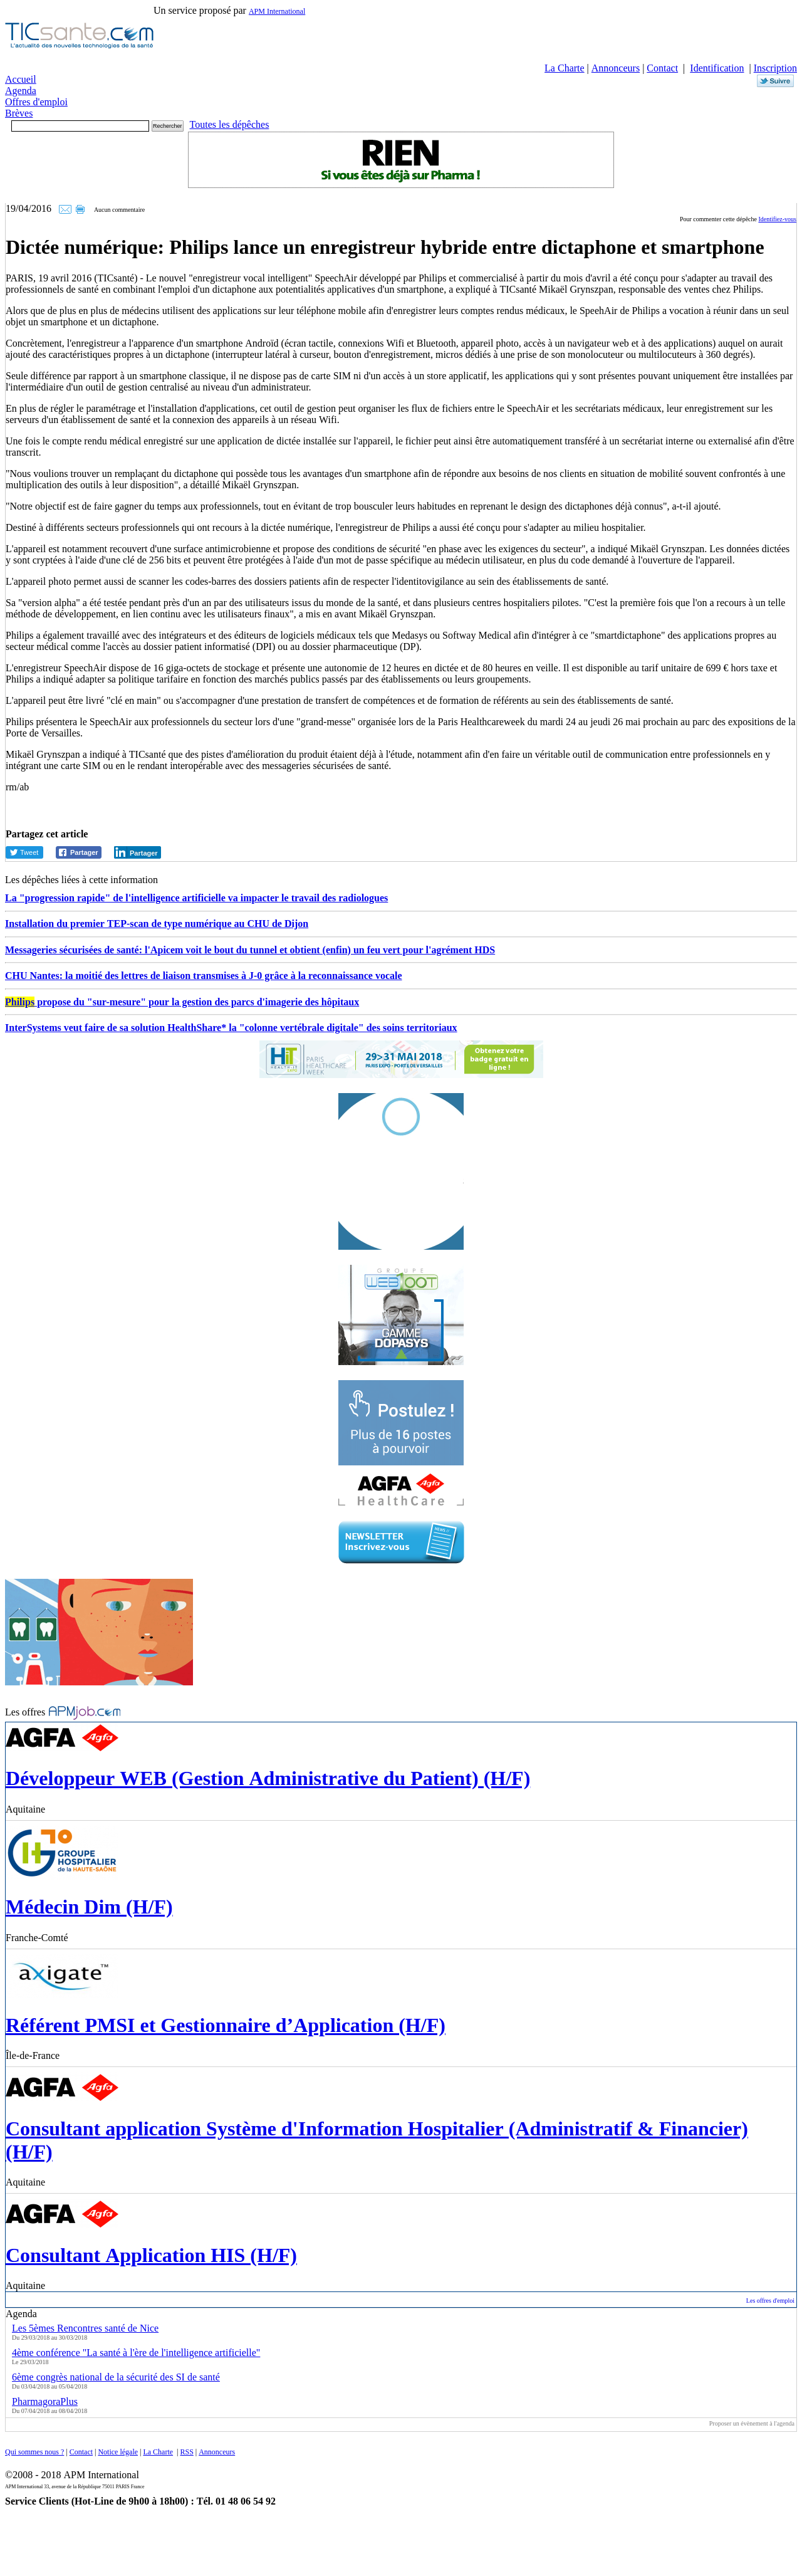 Un service proposé par APM International
TICsante.com
L'actualité des nouvelles technologies de la santé
La Charte | Annonceurs | Contact | Identification | Inscription
Suivre
Accueil
Agenda
Offres d'emploi
Brèves
Rechercher Toutes les dépêches
RIEN
Si vous êtes déjà sur Pharma !
19/04/2016 Aucun commentaire
Pour commenter cette dépêche Identifiez-vous
Dictée numérique: Philips lance un enregistreur hybride entre dictaphone et smartphone
PARIS, 19 avril 2016 (TICsanté) - Le nouvel "enregistreur vocal intelligent" SpeechAir développé par Philips et commercialisé à partir du mois d'avril a été conçu pour s'adapter au travail des
professionnels de santé en combinant l'emploi d'un dictaphone aux potentialités applicatives d'un smartphone, a expliqué à TICsanté Mikaël Grynszpan, responsable des ventes chez Philips.
Alors que de plus en plus de médecins utilisent des applications sur leur téléphone mobile afin d'enregistrer leurs comptes rendus médicaux, le SpeehAir de Philips a vocation à réunir dans un seul
objet un smartphone et un dictaphone.
Concrètement, l'enregistreur a l'apparence d'un smartphone Androïd (écran tactile, connexions Wifi et Bluetooth, appareil photo, accès à un navigateur web et à des applications) auquel on aurait
ajouté des caractéristiques propres à un dictaphone (interrupteur latéral à curseur, bouton d'enregistrement, micros dédiés à une prise de son monolocuteur ou multilocuteurs à 360 degrés).
Seule différence par rapport à un smartphone classique, il ne dispose pas de carte SIM ni d'un accès à un store applicatif, les applications qui y sont présentes pouvant uniquement être installées par
l'intermédiaire d'un outil de gestion centralisé au niveau d'un administrateur.
En plus de régler le paramétrage et l'installation d'applications, cet outil de gestion peut organiser les flux de fichiers entre le SpeechAir et les secrétariats médicaux, leur enregistrement sur les
serveurs d'un établissement de santé et la connexion des appareils à un réseau Wifi.
Une fois le compte rendu médical enregistré sur une application de dictée installée sur l'appareil, le fichier peut ainsi être automatiquement transféré à un secrétariat interne ou externalisé afin d'être
transcrit.
"Nous voulions trouver un remplaçant du dictaphone qui possède tous les avantages d'un smartphone afin de répondre aux besoins de nos clients en situation de mobilité souvent confrontés à une
multiplication des outils à leur disposition", a détaillé Mikaël Grynszpan.
"Notre objectif est de faire gagner du temps aux professionnels, tout en évitant de trop bousculer leurs habitudes en reprenant le design des dictaphones déjà connus", a-t-il ajouté.
Destiné à différents secteurs professionnels qui ont recours à la dictée numérique, l'enregistreur de Philips a aussi été conçu pour s'adapter au milieu hospitalier.
L'appareil est notamment recouvert d'une surface antimicrobienne et propose des conditions de sécurité "en phase avec les exigences du secteur", a indiqué Mikaël Grynszpan. Les données dictées
y sont cryptées à l'aide d'une clé de 256 bits et peuvent être protégées à l'aide d'un mot de passe spécifique au médecin utilisateur, en plus du code demandé à l'ouverture de l'appareil.
L'appareil photo permet aussi de scanner les codes-barres des dossiers patients afin de respecter l'identitovigilance au sein des établissements de santé.
Sa "version alpha" a été testée pendant près d'un an par des utilisateurs issus du monde de la santé, et dans plusieurs centres hospitaliers pilotes. "C'est la première fois que l'on a recours à un telle
méthode de développement, en lien continu avec les utilisateurs finaux", a mis en avant Mikaël Grynszpan.
Philips a également travaillé avec des intégrateurs et des éditeurs de logiciels médicaux tels que Medasys ou Softway Medical afin d'intégrer à ce "smartdictaphone" des applications propres au
secteur médical comme l'accès au dossier patient informatisé (DPI) ou au dossier pharmaceutique (DP).
L'enregistreur SpeechAir dispose de 16 giga-octets de stockage et présente une autonomie de 12 heures en dictée et de 80 heures en veille. Il est disponible au tarif unitaire de 699 € hors taxe et
Philips a indiqué adapter sa politique tarifaire en fonction des marchés publics passés par des établissements ou leurs groupements.
L'appareil peut être livré "clé en main" ou s'accompagner d'une prestation de transfert de compétences et de formation de référents au sein des établissements de santé.
Philips présentera le SpeechAir aux professionnels du secteur lors d'une "grand-messe" organisée lors de la Paris Healthcareweek du mardi 24 au jeudi 26 mai prochain au parc des expositions de la
Porte de Versailles.
Mikaël Grynszpan a indiqué à TICsanté que des pistes d'amélioration du produit étaient déjà à l'étude, notamment afin d'en faire un véritable outil de communication entre professionnels en y
intégrant une carte SIM ou en le rendant interopérable avec des messageries sécurisées de santé.
rm/ab
Partagez cet article
Tweet Partager Partager
Les dépêches liées à cette information
La "progression rapide" de l'intelligence artificielle va impacter le travail des radiologues
Installation du premier TEP-scan de type numérique au CHU de Dijon
Messageries sécurisées de santé: l'Apicem voit le bout du tunnel et obtient (enfin) un feu vert pour l'agrément HDS
CHU Nantes: la moitié des lettres de liaison transmises à J-0 grâce à la reconnaissance vocale
Philips propose du "sur-mesure" pour la gestion des parcs d'imagerie des hôpitaux
InterSystems veut faire de sa solution HealthShare* la "colonne vertébrale digitale" des soins territoriaux
HIT PARIS HEALTHCARE WEEK 29>31 MAI 2018 PARIS EXPO - PORTE DE VERSAILLES Obtenez votre badge gratuit en ligne !
GROUPE
WEB100T
GAMME
DOPASYS
Postulez !
Plus de 16 postes
à pourvoir
AGFA
HealthCare
NEWSLETTER
Inscrivez-vous
Les offres APMjob.com
AGFA Agfa
Développeur WEB (Gestion Administrative du Patient) (H/F)
Aquitaine
GH70 GROUPE
HOSPITALIER
de la HAUTE-SAÔNE
Médecin Dim (H/F)
Franche-Comté
axigate™
Référent PMSI et Gestionnaire d’Application (H/F)
Île-de-France
AGFA Agfa
Consultant application Système d'Information Hospitalier (Administratif & Financier)
(H/F)
Aquitaine
AGFA Agfa
Consultant Application HIS (H/F)
Aquitaine
Les offres d'emploi
Agenda
Les 5èmes Rencontres santé de Nice
Du 29/03/2018 au 30/03/2018
4ème conférence "La santé à l'ère de l'intelligence artificielle"
Le 29/03/2018
6ème congrès national de la sécurité des SI de santé
Du 03/04/2018 au 05/04/2018
PharmagoraPlus
Du 07/04/2018 au 08/04/2018
Proposer un événement à l'agenda
Qui sommes nous ? | Contact | Notice légale | La Charte | RSS | Annonceurs
©2008 - 2018 APM International
APM International 33, avenue de la République 75011 PARIS France
Service Clients (Hot-Line de 9h00 à 18h00) : Tél. 01 48 06 54 92